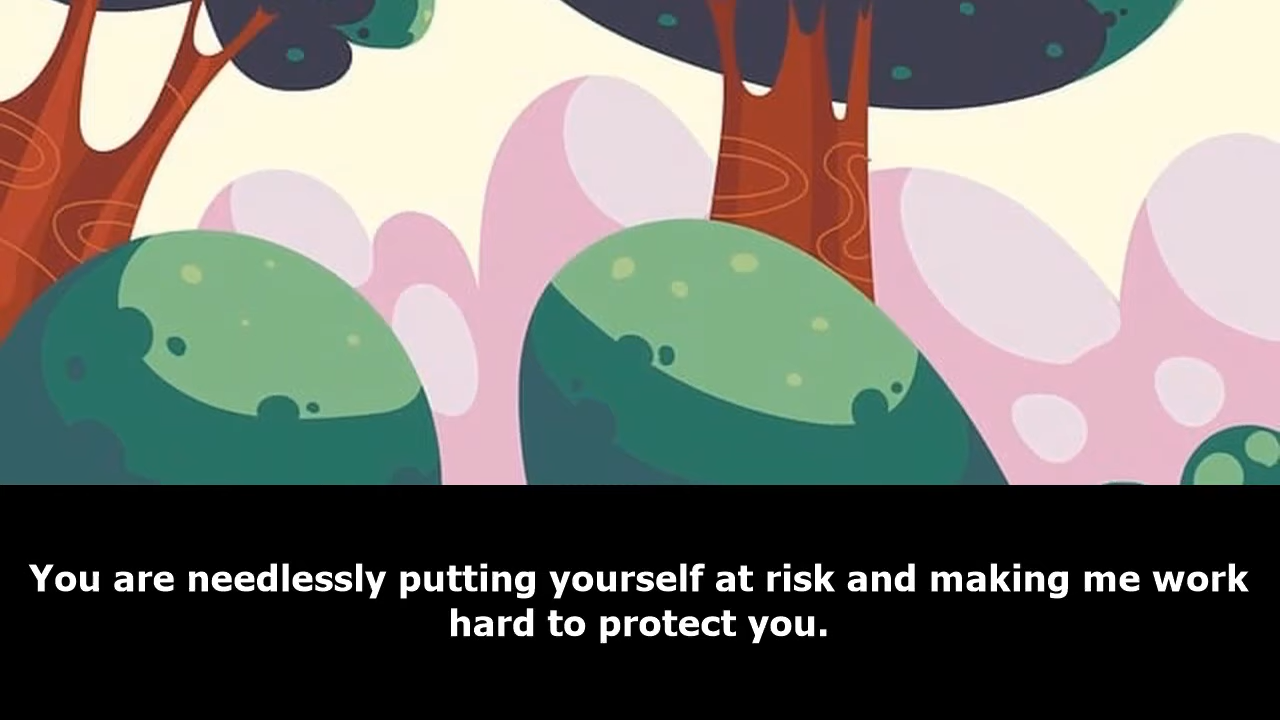 You are needlessly putting yourself at risk and making me work
hard to protect you.